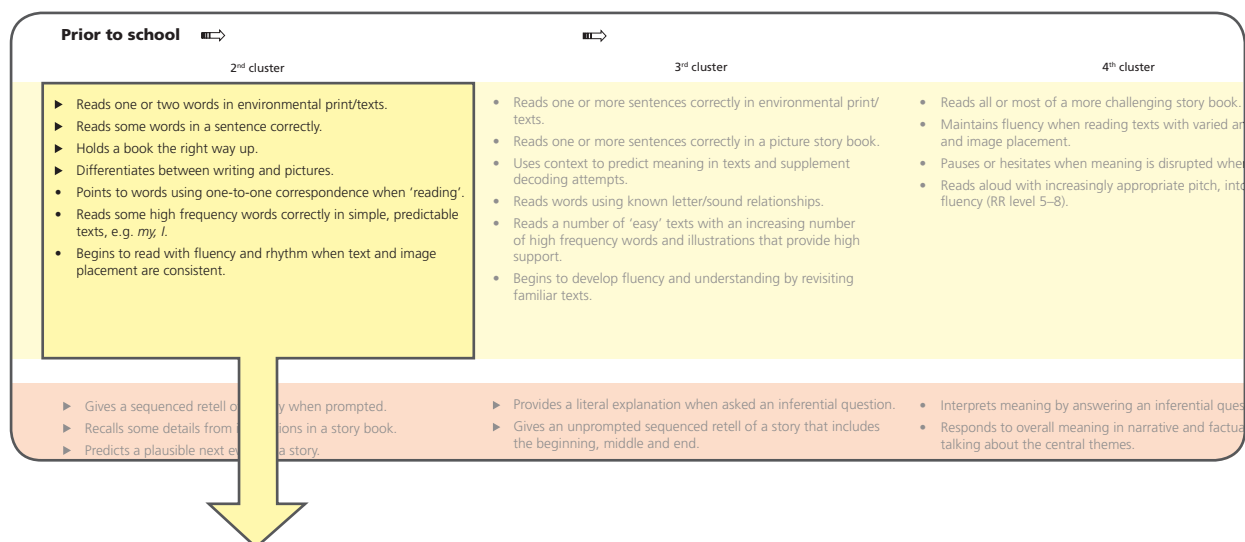 Prior to school
2nd cluster
3rd cluster
4th cluster
▶ Reads one or two words in environmental print/texts.
▶ Reads some words in a sentence correctly.
▶ Holds a book the right way up.
▶ Differentiates between writing and pictures.
• Points to words using one-to-one correspondence when ‘reading’.
• Reads some high frequency words correctly in simple, predictable
texts, e.g. my, I.
• Begins to read with fluency and rhythm when text and image
placement are consistent.
• Reads one or more sentences correctly in environmental print/
texts.
• Reads one or more sentences correctly in a picture story book.
• Uses context to predict meaning in texts and supplement
decoding attempts.
• Reads words using known letter/sound relationships.
• Reads a number of ‘easy’ texts with an increasing number
of high frequency words and illustrations that provide high
support.
• Begins to develop fluency and understanding by revisiting
familiar texts.
• Reads all or most of a more challenging story book.
• Maintains fluency when reading texts with varied
and image placement.
• Pauses or hesitates when meaning is disrupted
• Reads aloud with increasingly appropriate pitch,
fluency (RR level 5–8).
▶ Gives a sequenced retell when prompted.
▶ Recalls some details from in a story book.
▶ Predicts a plausible next a story.
▶ Provides a literal explanation when asked an inferential question.
▶ Gives an unprompted sequenced retell of a story that includes
the beginning, middle and end.
• Interprets meaning by answering an inferential
• Responds to overall meaning in narrative and
talking about the central themes.